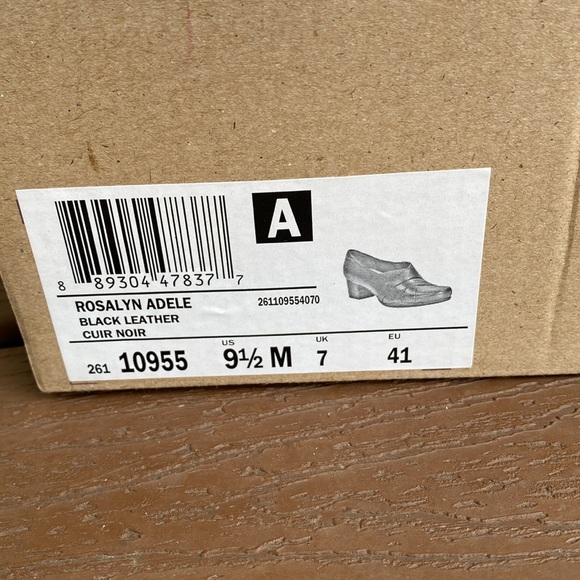 A
8 89304 47837 7
ROSALYN ADELE 261109554070
BLACK LEATHER
CUIR NOIR
US UK EU
261 10955 9½ M 7 41